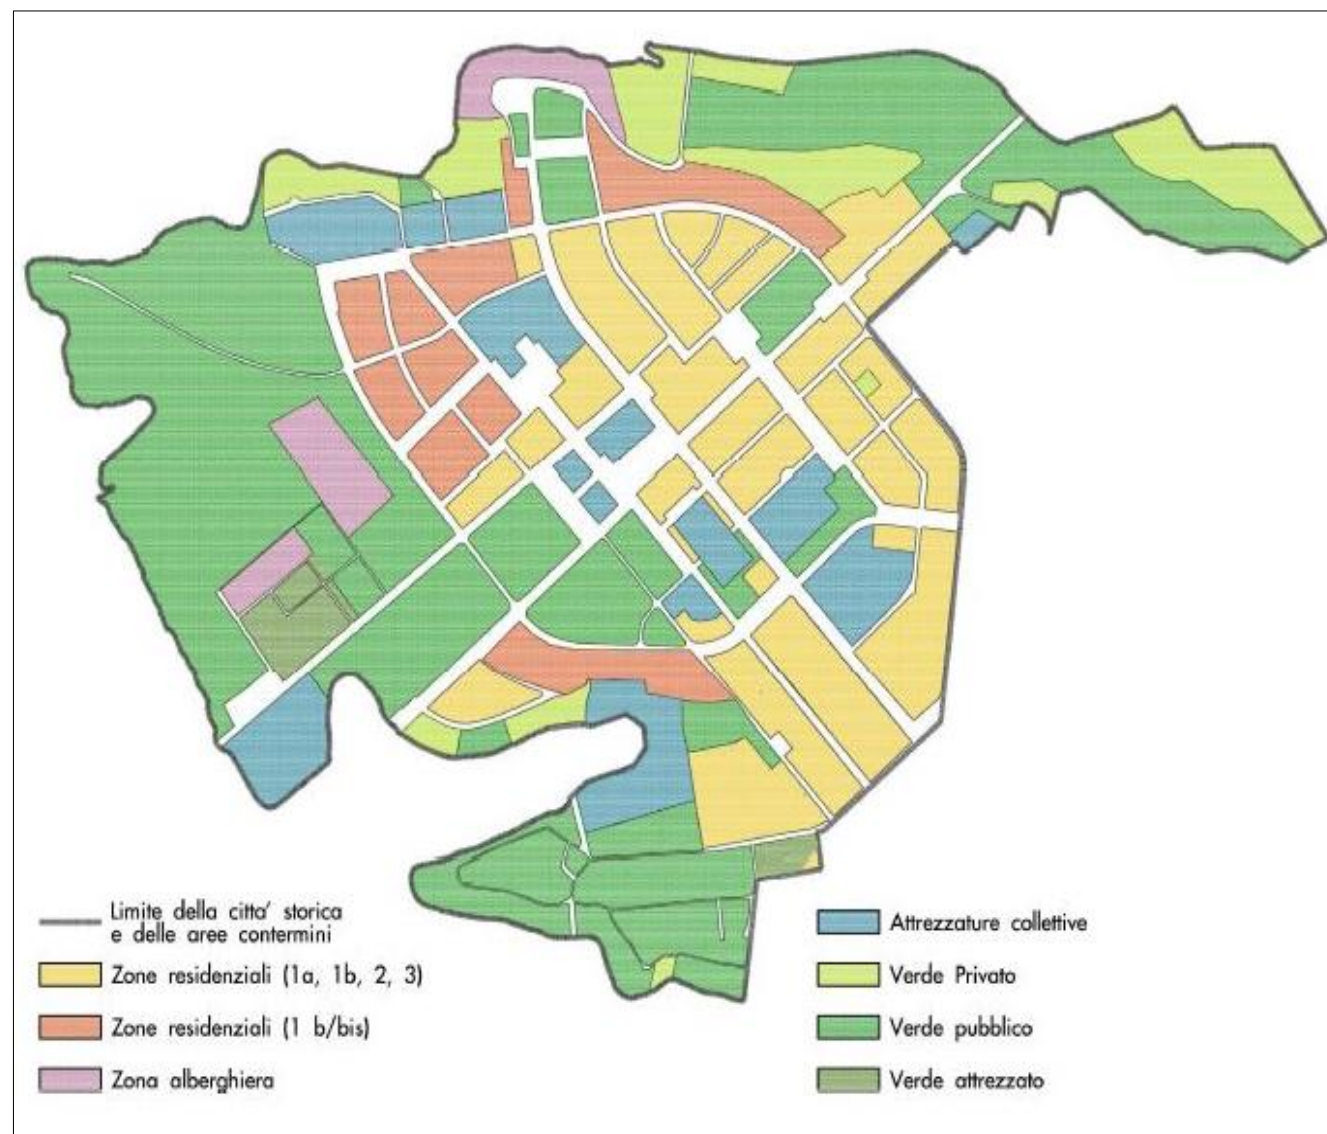 Limite della citta' storica
e delle aree contermini
Zone residenziali (1a, 1b, 2, 3)
Zone residenziali (1 b/bis)
Zona alberghiera
Attrezzature collettive
Verde Privato
Verde pubblico
Verde attrezzato